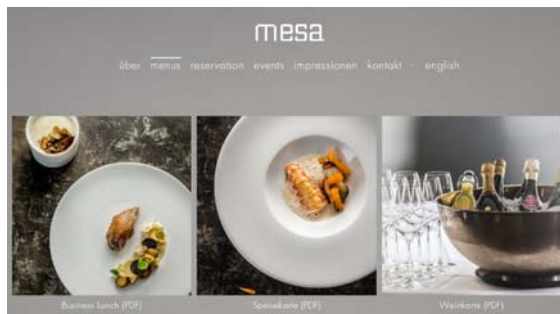 mesa
über menus reservation events impressionen kontakt - english
Business Lunch (PDF) Speisekarte (PDF) Weinkarte (PDF)